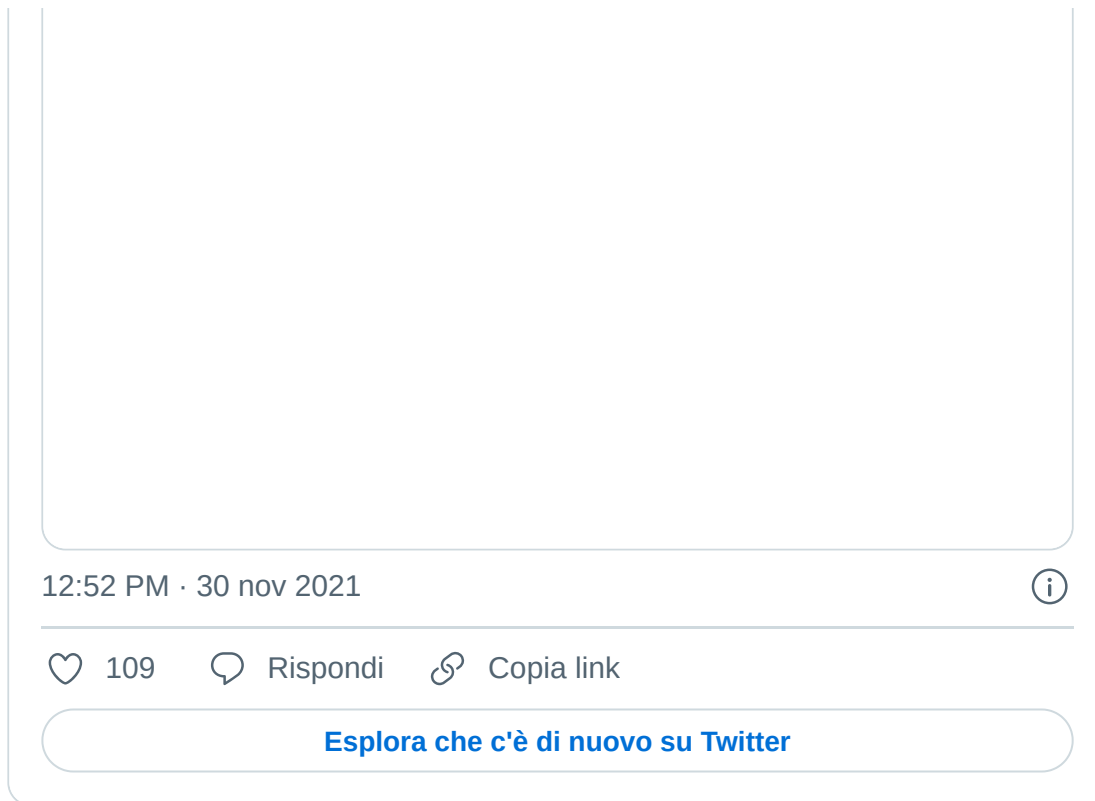 12:52 PM · 30 nov 2021
109 Rispondi Copia link
Esplora che c'è di nuovo su Twitter